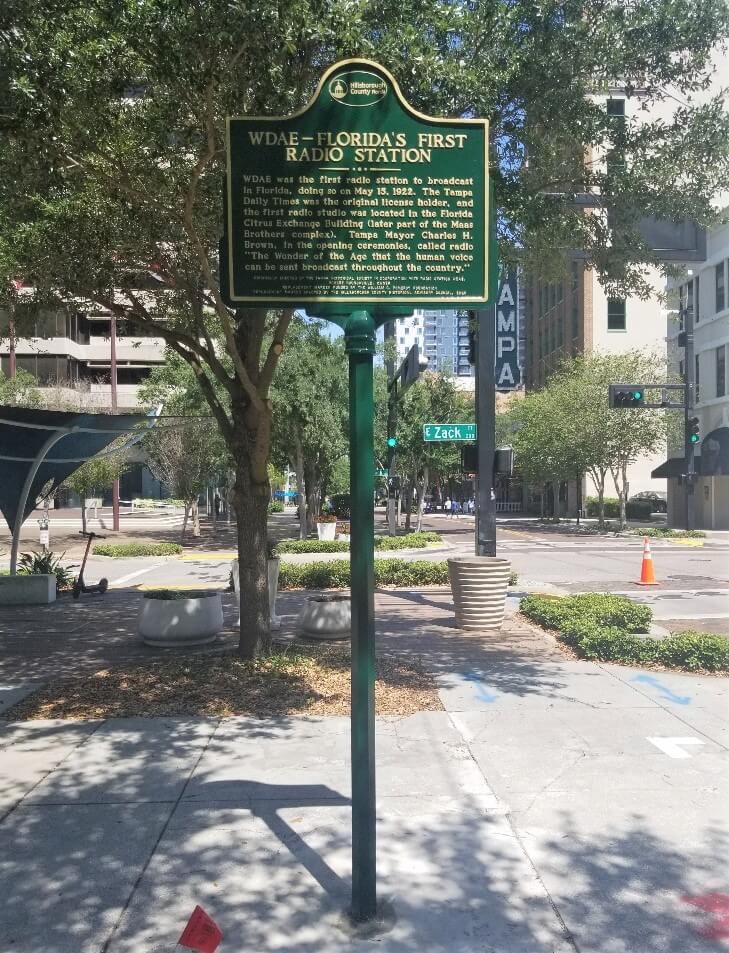 Hillsborough
County
WDAE – FLORIDA'S FIRST
RADIO STATION
WDAE was the first radio station to broadcast
in Florida, doing so on May 15, 1922. The Tampa
Daily Times was the original license holder, and
the first radio studio was located in the Florida
Citrus Exchange Building (later part of the Maas
Brothers complex). Tampa Mayor Charles H.
Brown, in the opening ceremonies, called radio
"The Wonder of the Age that the human voice
can be sent broadcast throughout the country."
TAMPA
E Zack ST